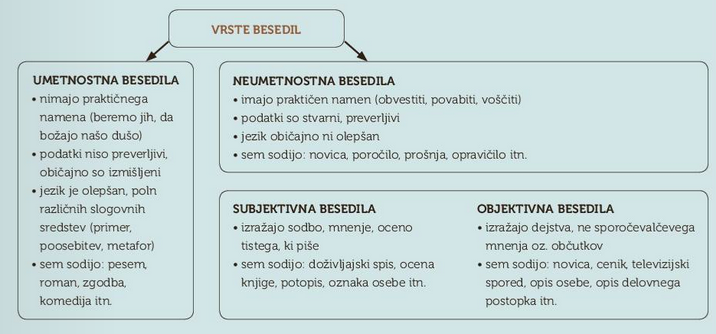 VRSTE BESEDIL
UMETNOSTNA BESEDILA
• nimajo praktičnega
namena (beremo jih, da
božajo našo dušo)
• podatki niso preverljivi,
običajno so izmišljeni
• jezik je olepšan, poln
različnih slogovnih
sredstev (primer,
poosebitev, metafor)
• sem sodijo: pesem,
roman, zgodba,
komedija itn.
NEUMETNOSTNA BESEDILA
• imajo praktičen namen (obvestiti, povabiti, voščiti)
• podatki so stvarni, preverljivi
• jezik običajno ni olepšan
• sem sodijo: novica, poročilo, prošnja, opravičilo itn.
SUBJEKTIVNA BESEDILA
• izražajo sodbo, mnenje, oceno
tistega, ki piše
• sem sodijo: doživljajski spis, ocena
knjige, potopis, oznaka osebe itn.
OBJEKTIVNA BESEDILA
• izražajo dejstva, ne sporočevalčevega
mnenja oz. občutkov
• sem sodijo: novica, cenik, televizijski
spored, opis osebe, opis delovnega
postopka itn.